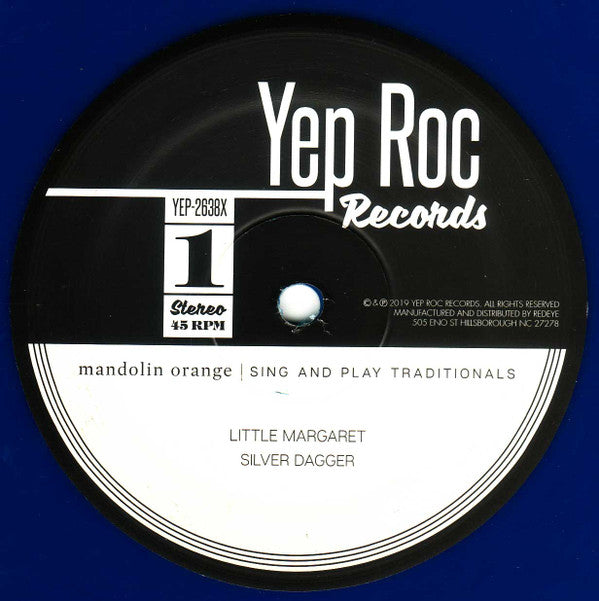 Yep Roc
Records
YEP-2638X
1
Stereo
45 RPM
© & ℗ 2019 YEP ROC RECORDS. ALL RIGHTS RESERVED
MANUFACTURED AND DISTRIBUTED BY REDEYE
505 ENO ST HILLSBOROUGH NC 27278
mandolin orange | SING AND PLAY TRADITIONALS
LITTLE MARGARET
SILVER DAGGER